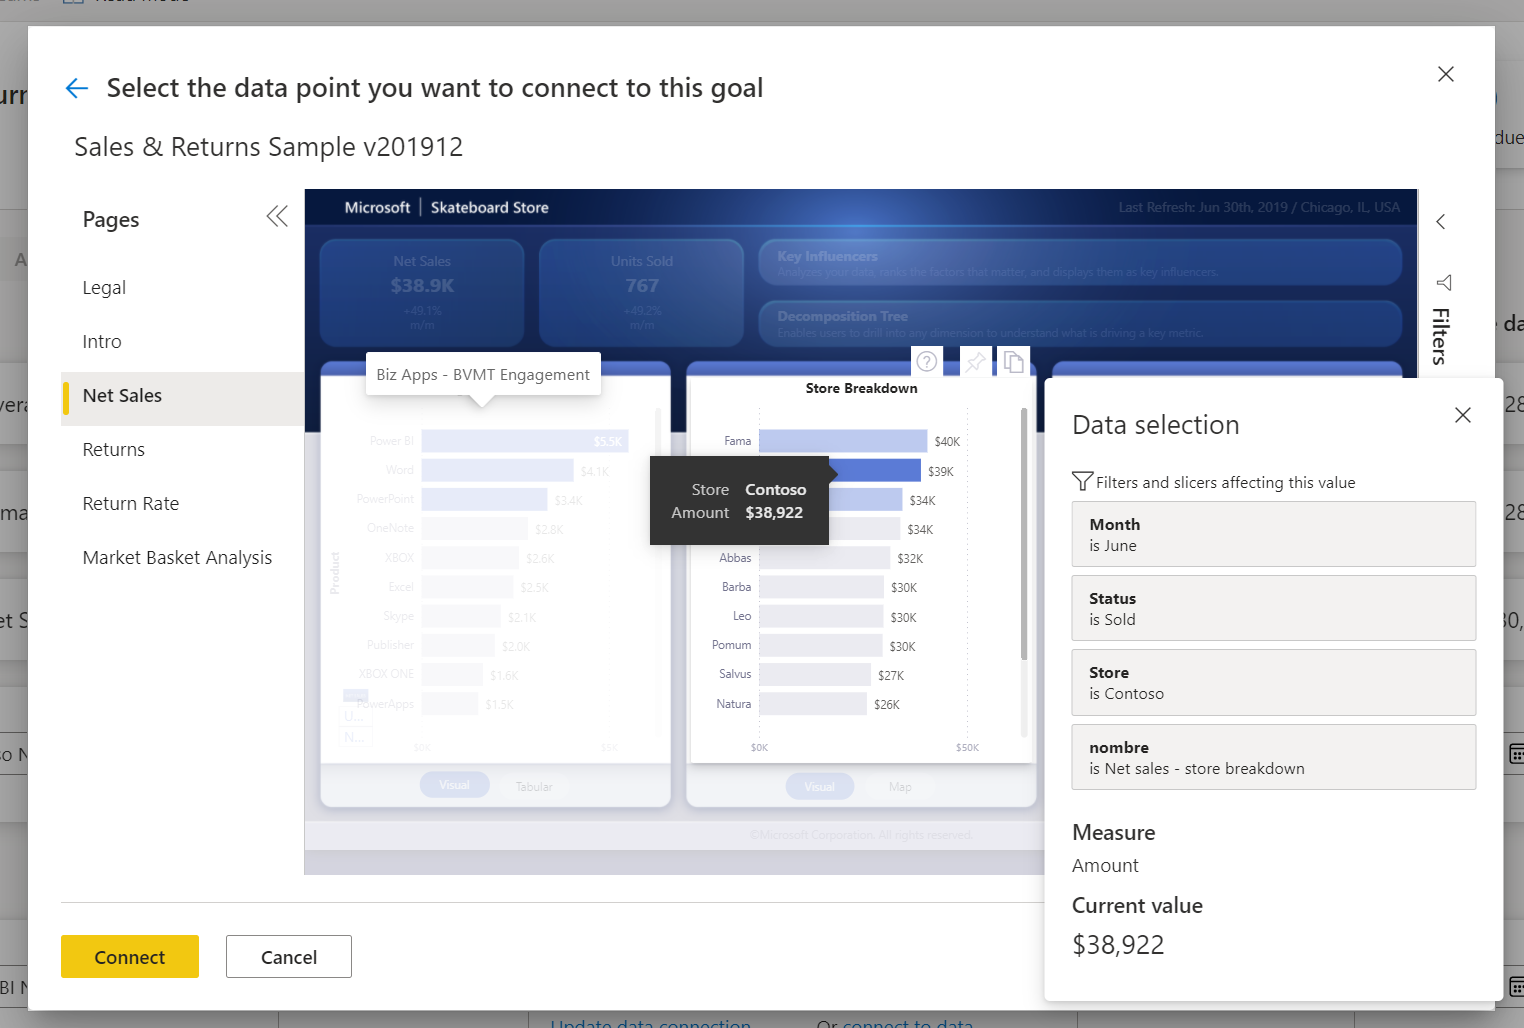 Read mode
Select the data point you want to connect to this goal
Sales & Returns Sample v201912
Pages
Legal
Intro
Net Sales
Returns
Return Rate
Market Basket Analysis
Microsoft | Skateboard Store
Last Refresh: Jun 30th, 2019 / Chicago, IL, USA
Net Sales
$38.9K
+49.1%
m/m
Units Sold
767
+49.2%
m/m
Key Influencers
Analyzes your data, ranks the factors that matter, and displays them as key influencers.
Decomposition Tree
Enables users to drill into any dimension to understand what is driving a key metric.
Biz Apps - BVMT Engagement
Product
Power BI $5.5K
Word $4.1K
PowerPoint $3.4K
OneNote $2.8K
XBOX $2.6K
Excel $2.5K
Skype $2.1K
Publisher $2.0K
XBOX ONE $1.6K
PowerApps $1.5K
U...
N...
$0K $5K
Visual Tabular
Store Breakdown
Fama $40K
$39K
$34K
$34K
Abbas $32K
Barba $30K
Leo $30K
Pomum $30K
Salvus $27K
Natura $26K
$0K $50K
Visual Map
Store Contoso
Amount $38,922
©Microsoft Corporation. All rights reserved.
Filters
Data selection
Filters and slicers affecting this value
Month
is June
Status
is Sold
Store
is Contoso
nombre
is Net sales - store breakdown
Measure
Amount
Current value
$38,922
Connect
Cancel
Update data connection
Or connect to data